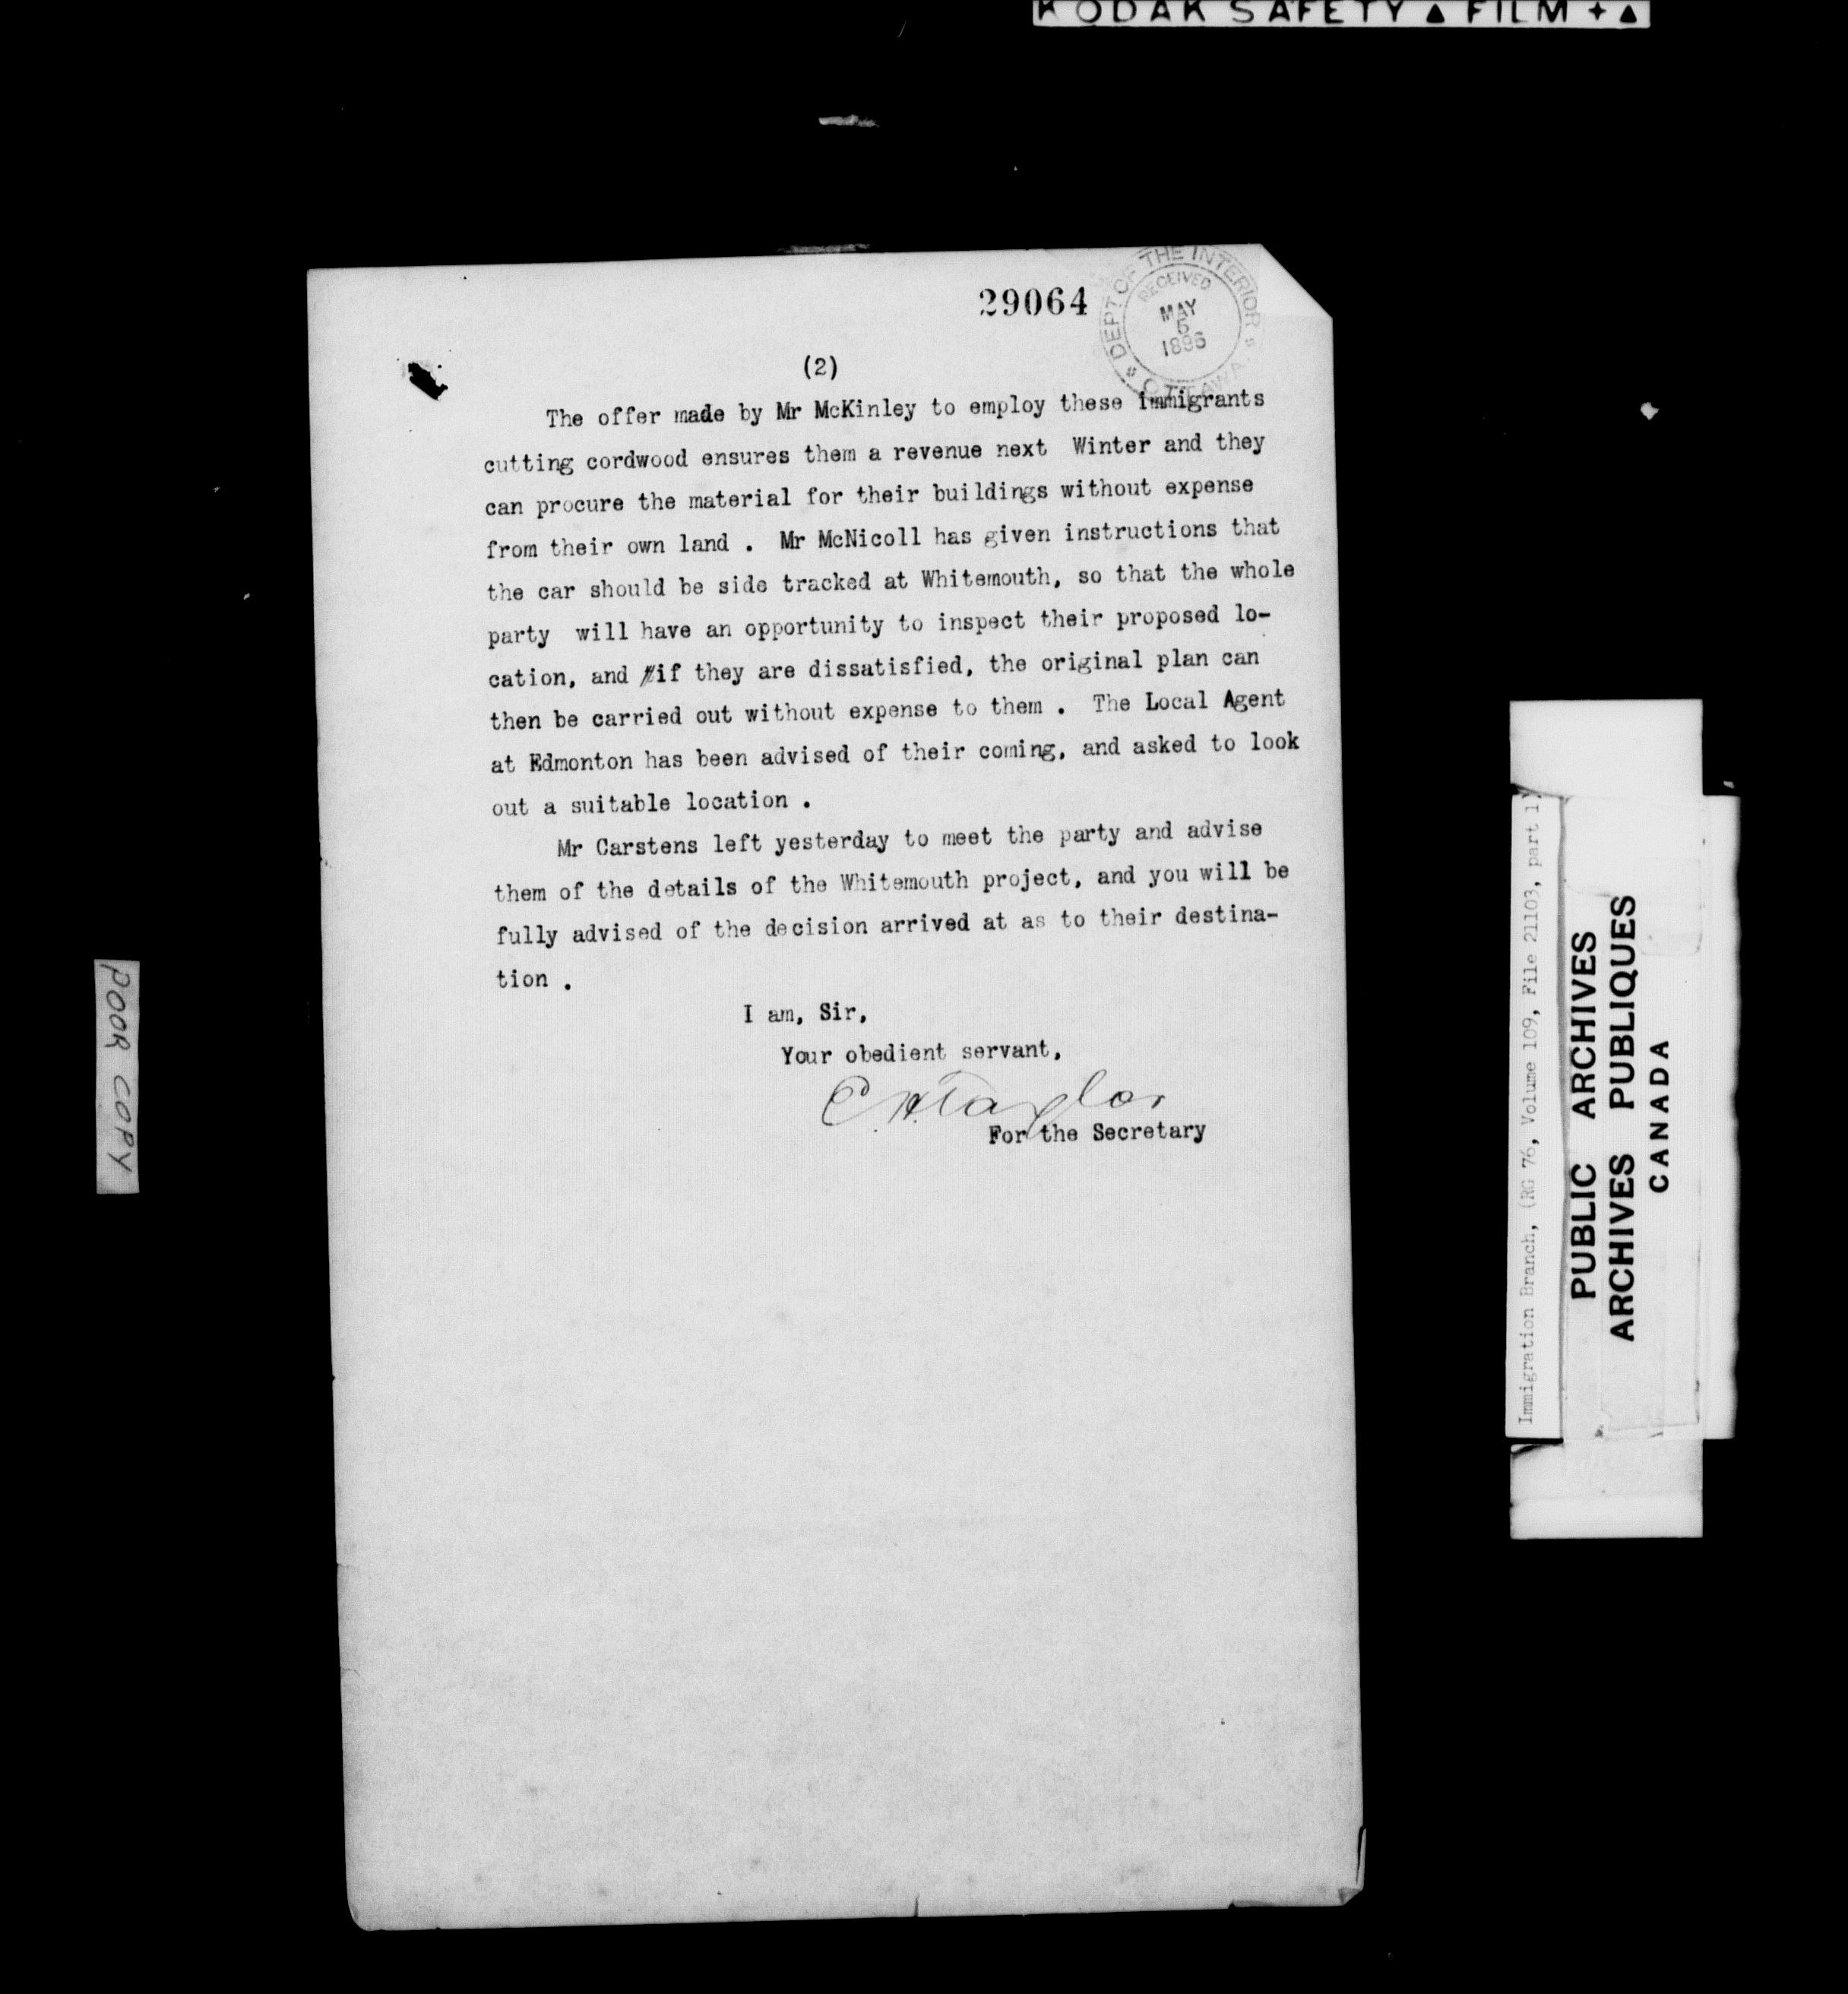 KODAK SAFETY ▲ FILM + ▲
29064
DEPT OF THE INTERIOR
RECEIVED
MAY
5
1896
OTTAWA
(2)
The offer made by Mr McKinley to employ these immigrants
cutting cordwood ensures them a revenue next Winter and they
can procure the material for their buildings without expense
from their own land . Mr McNicoll has given instructions that
the car should be side tracked at Whitemouth, so that the whole
party will have an opportunity to inspect their proposed lo-
cation, and if they are dissatisfied, the original plan can
then be carried out without expense to them . The Local Agent
at Edmonton has been advised of their coming, and asked to look
out a suitable location .
Mr Carstens left yesterday to meet the party and advise
them of the details of the Whitemouth project, and you will be
fully advised of the decision arrived at as to their destina-
tion .
I am, Sir,
Your obedient servant,
C. H. Taylor
For the Secretary
POOR COPY
Immigration Branch, (RG 76, Volume 109, File 21103, part 1)
PUBLIC ARCHIVES
ARCHIVES PUBLIQUES
CANADA